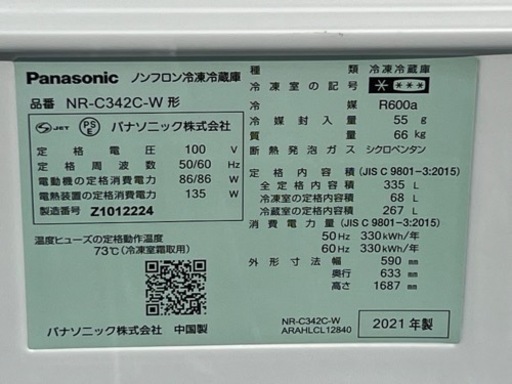 Panasonic ノンフロン冷凍冷蔵庫
品番 NR-C342C-W 形
S JET PS E パナソニック株式会社
定格電圧 100 V
定格周波数 50/60 Hz
電動機の定格消費電力 86/86 W
電熱装置の定格消費電力 135 W
製造番号 Z1012224
温度ヒューズの定格動作温度
73℃(冷凍室霜取用)
パナソニック株式会社 中国製
種類 冷凍冷蔵庫
冷凍室の記号 * ***
冷媒 R600a
冷媒封入量 55 g
質量 66 kg
断熱発泡ガス シクロペンタン
定格内容積(JIS C 9801-3:2015)
全定格内容積 335 L
冷凍室の定格内容積 68 L
冷蔵室の定格内容積 267 L
消費電力量(JIS C 9801-3:2015)
50 Hz 330 kWh/年
60 Hz 330 kWh/年
外形寸法 幅 590 mm
奥行 633 mm
高さ 1687 mm
NR-C342C-W
ARAHLCL12840
2021年製